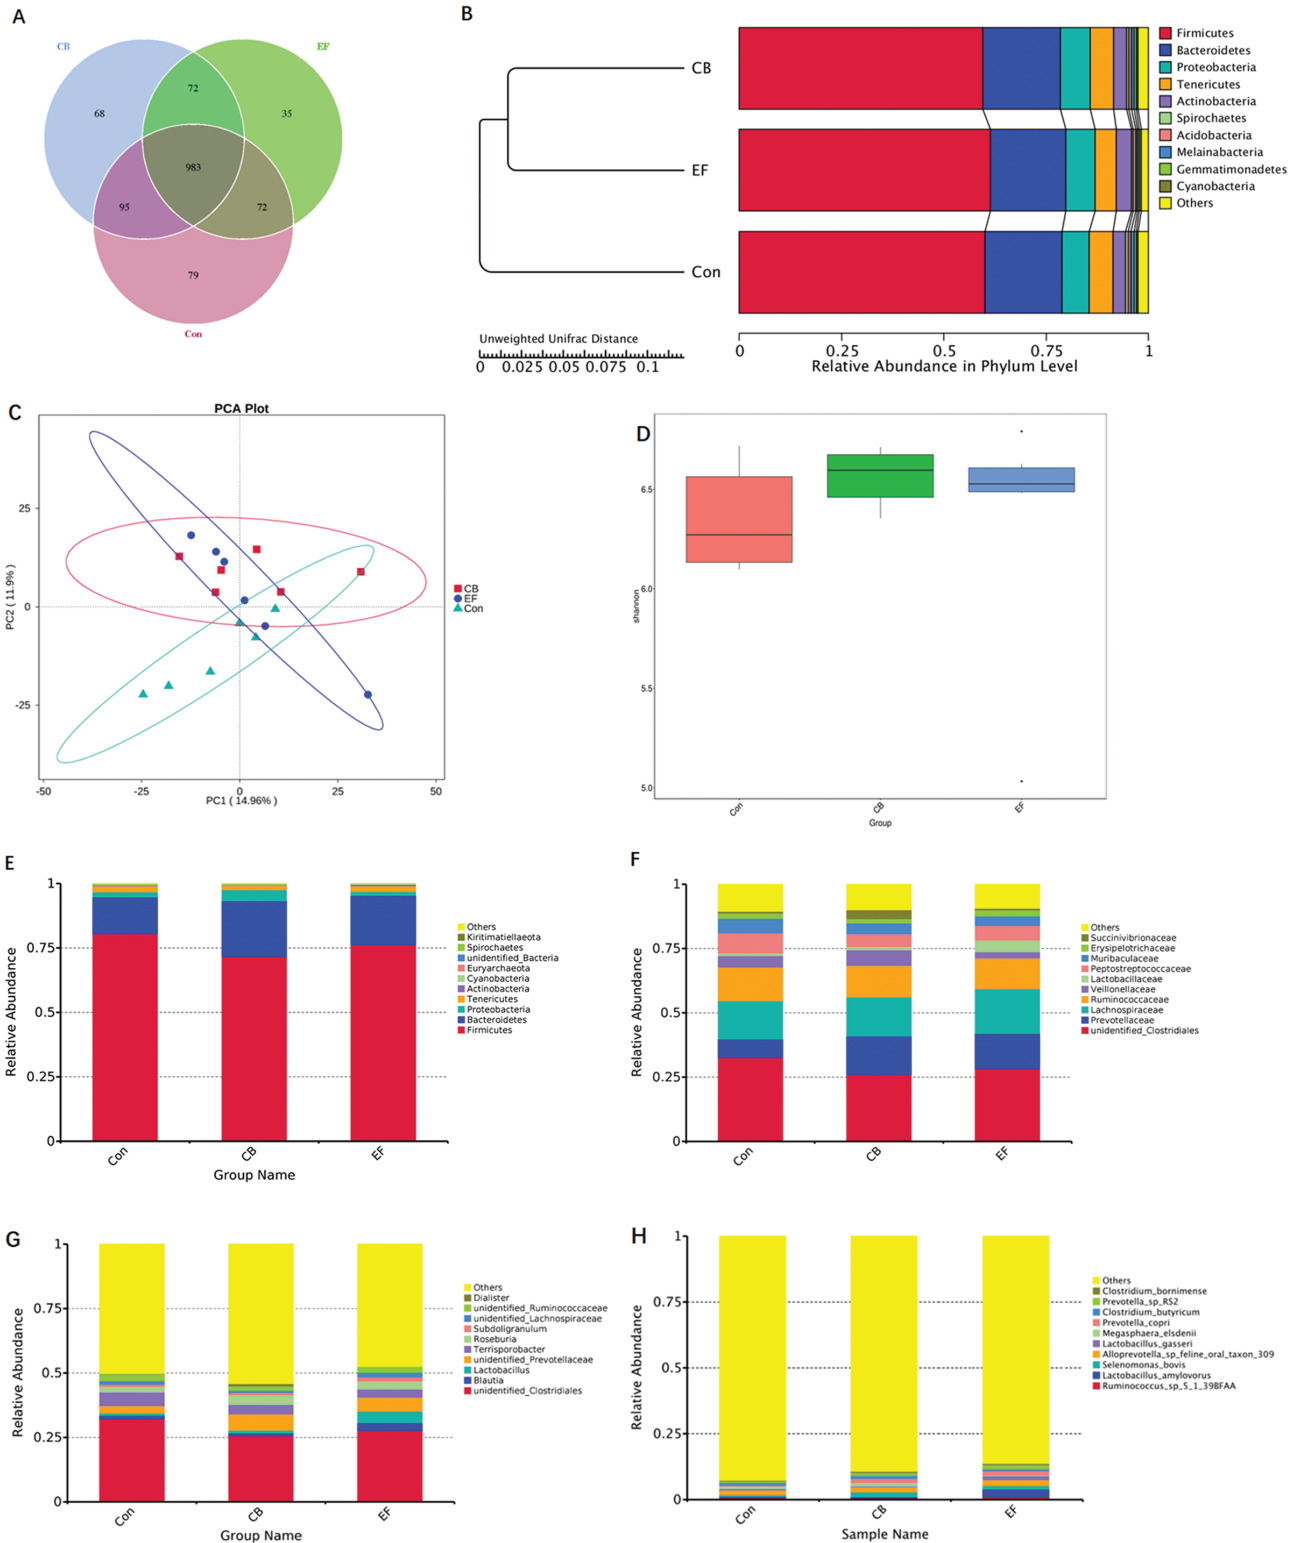 A
CB
EF
72
68
35
983
95
72
79
Con
B
CB
EF
Con
Unweighted Unifrac Distance
0 0.025 0.05 0.075 0.1
0 0.25 0.5 0.75 1
Relative Abundance in Phylum Level
Firmicutes
Bacteroidetes
Proteobacteria
Tenericutes
Actinobacteria
Spirochaetes
Acidobacteria
Melainabacteria
Gemmatimonadetes
Cyanobacteria
Others
C
PCA Plot
PC2 ( 11.9% )
25
0
-25
-50 -25 0 25 50
PC1 ( 14.96% )
CB
EF
Con
D
shannon
6.5
6.0
5.5
5.0
Con CB EF
Group
E
Relative Abundance
1
0.75
0.5
0.25
0
Con CB EF
Group Name
Others
Kiritimatiellaeota
Spirochaetes
unidentified_Bacteria
Euryarchaeota
Cyanobacteria
Actinobacteria
Tenericutes
Proteobacteria
Bacteroidetes
Firmicutes
F
Relative Abundance
1
0.75
0.5
0.25
0
Con CB EF
Others
Succinivibrionaceae
Erysipelotrichaceae
Muribaculaceae
Peptostreptococcaceae
Lactobacillaceae
Veillonellaceae
Ruminococcaceae
Lachnospiraceae
Prevotellaceae
unidentified_Clostridiales
G
Relative Abundance
1
0.75
0.5
0.25
0
Con CB EF
Group Name
Others
Dialister
unidentified_Ruminococcaceae
unidentified_Lachnospiraceae
Subdoligranulum
Roseburia
Terrisporobacter
unidentified_Prevotellaceae
Lactobacillus
Blautia
unidentified_Clostridiales
H
Relative Abundance
1
0.75
0.5
0.25
0
Con CB EF
Sample Name
Others
Clostridium_bornimense
Prevotella_sp_RS2
Clostridium_butyricum
Prevotella_copri
Megasphaera_elsdenii
Lactobacillus_gasseri
Alloprevotella_sp_feline_oral_taxon_309
Selenomonas_bovis
Lactobacillus_amylovorus
Ruminococcus_sp_5_1_39BFAA